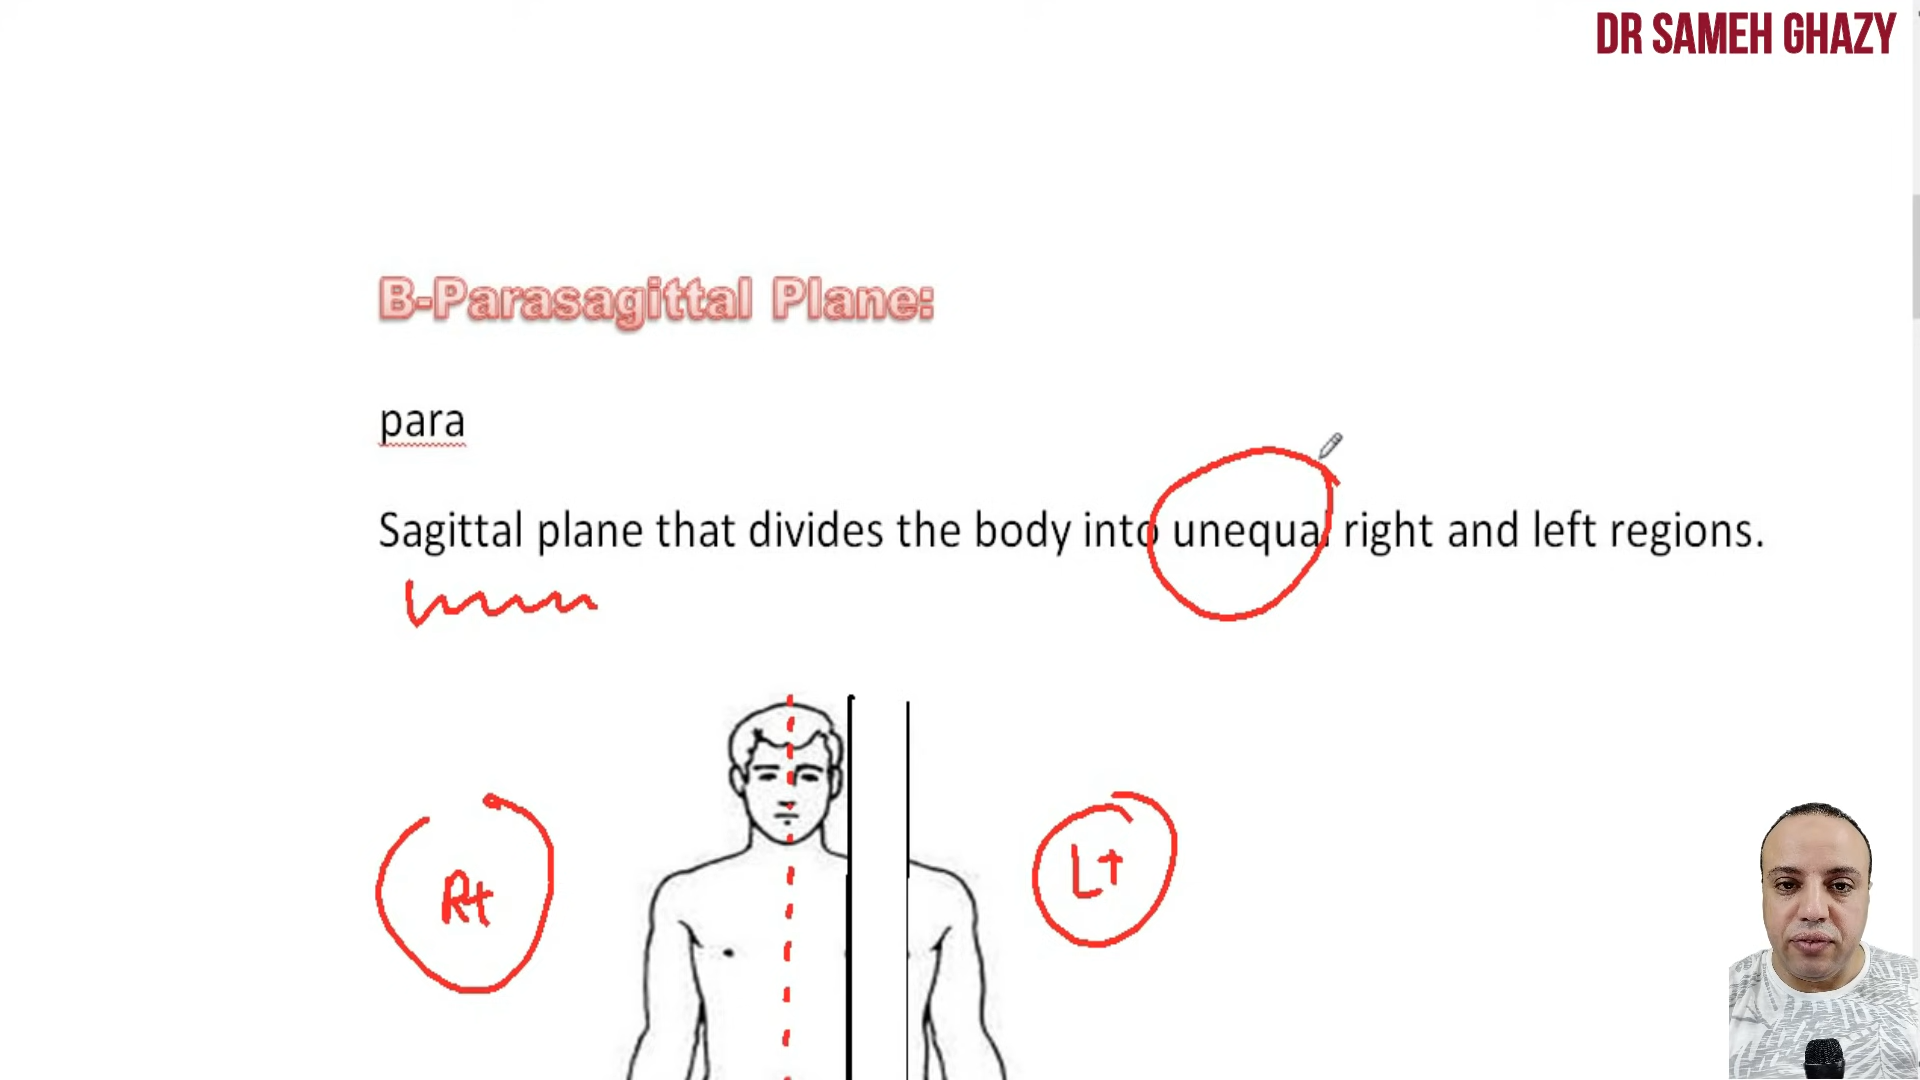 DR SAMEH GHAZY
B-Parasagittal Plane:
para
Sagittal plane that divides the body into unequal right and left regions.
Rt
Lt